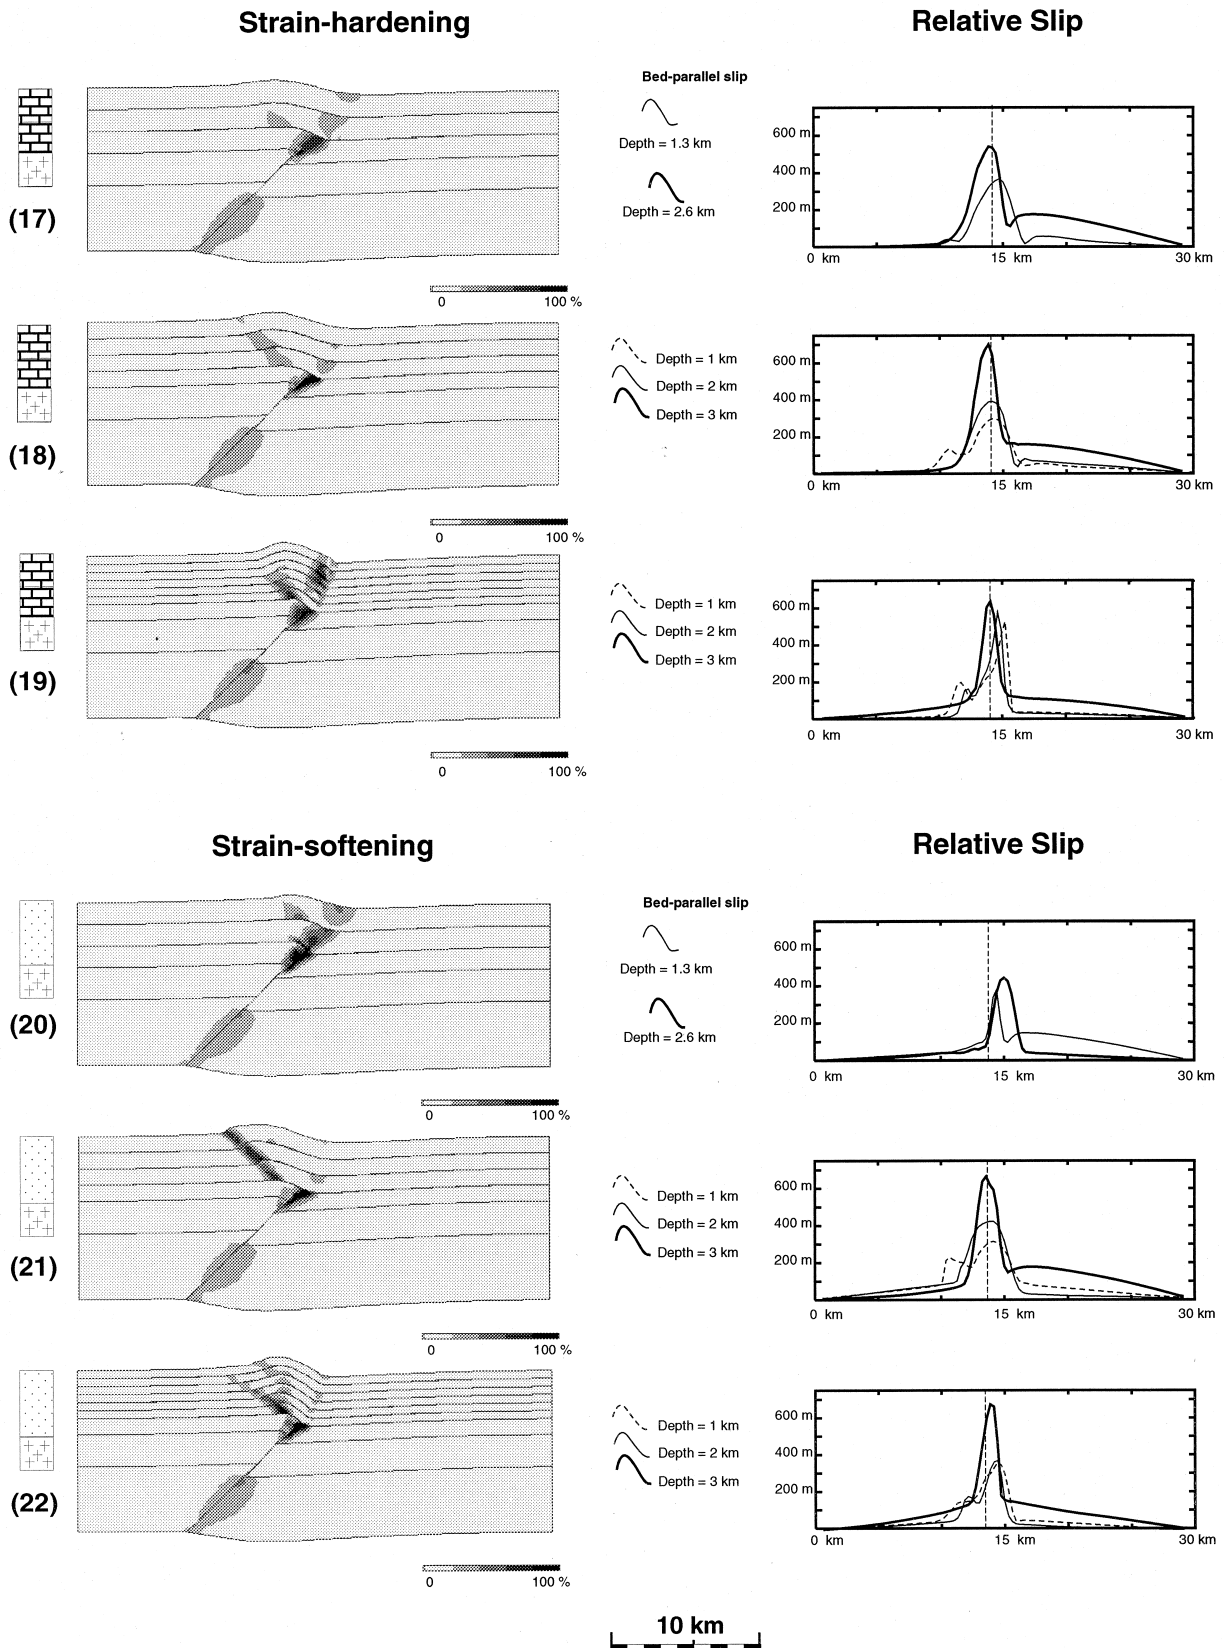 Strain-hardening
Relative Slip
(17)
0 100 %
Bed-parallel slip
Depth = 1.3 km
Depth = 2.6 km
600 m
400 m
200 m
0 km 15 km 30 km
(18)
0 100 %
Depth = 1 km
Depth = 2 km
Depth = 3 km
600 m
400 m
200 m
0 km 15 km 30 km
(19)
0 100 %
Depth = 1 km
Depth = 2 km
Depth = 3 km
600 m
400 m
200 m
0 km 15 km 30 km
Strain-softening
Relative Slip
(20)
0 100 %
Bed-parallel slip
Depth = 1.3 km
Depth = 2.6 km
600 m
400 m
200 m
0 km 15 km 30 km
(21)
0 100 %
Depth = 1 km
Depth = 2 km
Depth = 3 km
600 m
400 m
200 m
0 km 15 km 30 km
(22)
0 100 %
Depth = 1 km
Depth = 2 km
Depth = 3 km
600 m
400 m
200 m
0 km 15 km 30 km
10 km